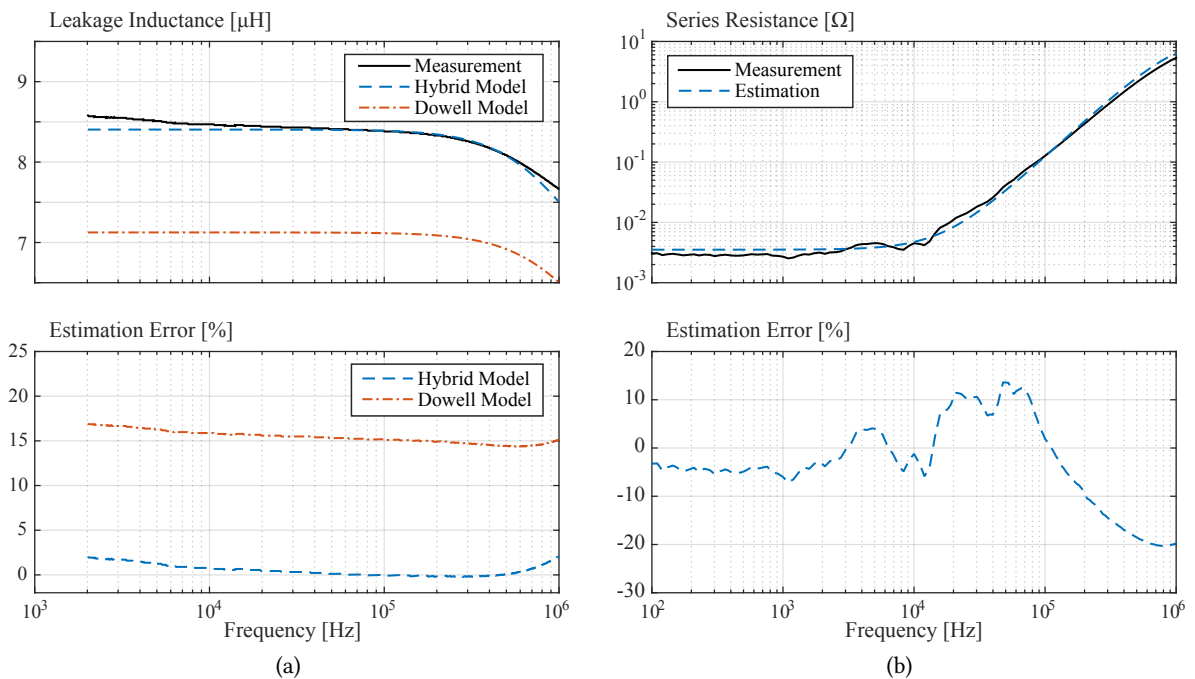 Leakage Inductance [μH]
9
8
7
Measurement
Hybrid Model
Dowell Model
Estimation Error [%]
25
20
15
10
5
0
Hybrid Model
Dowell Model
10³ 10⁴ 10⁵ 10⁶
Frequency [Hz]
(a)
Series Resistance [Ω]
10¹
10⁰
10⁻¹
10⁻²
10⁻³
Measurement
Estimation
Estimation Error [%]
20
10
0
-10
-20
-30
10² 10³ 10⁴ 10⁵ 10⁶
Frequency [Hz]
(b)